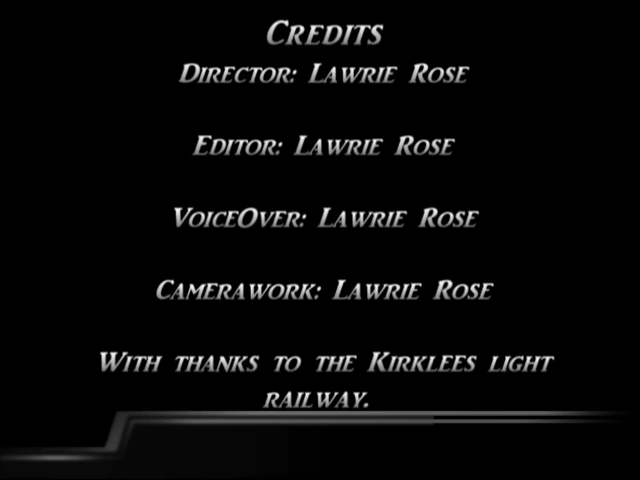 Credits
Director: Lawrie Rose
Editor: Lawrie Rose
VoiceOver: Lawrie Rose
Camerawork: Lawrie Rose
With thanks to the Kirklees light
railway.